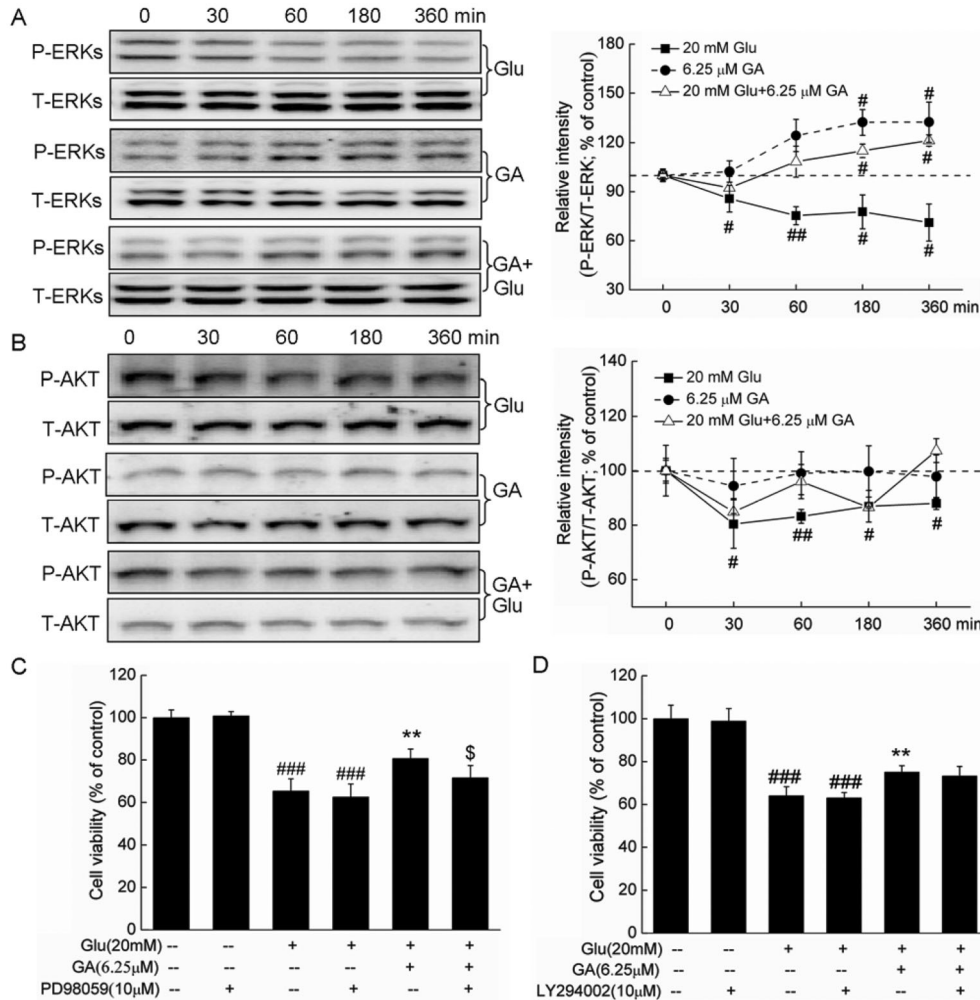 A
0 30 60 180 360 min
P-ERKs
Glu
T-ERKs
P-ERKs
GA
T-ERKs
P-ERKs
GA+
Glu
T-ERKs
Relative intensity
(P-ERK/T-ERK; % of control)
180
150
120
90
60
30
20 mM Glu
6.25 μM GA
20 mM Glu+6.25 μM GA
# #
# #
# ## # #
0 30 60 180 360 min
B
0 30 60 180 360 min
P-AKT
Glu
T-AKT
P-AKT
GA
T-AKT
P-AKT
GA+
Glu
T-AKT
Relative intensity
(P-AKT/T-AKT; % of control)
140
120
100
80
60
20 mM Glu
6.25 μM GA
20 mM Glu+6.25 μM GA
# ## # #
0 30 60 180 360 min
C
Cell viability (% of control)
120
100
80
60
40
20
0
### ### ** $
Glu(20mM) -- -- + + + +
GA(6.25μM) + +
PD98059(10μM) -- + -- + -- +
D
Cell viability (% of control)
120
100
80
60
40
20
0
### ### **
Glu(20mM) -- -- + + + +
GA(6.25μM) -- -- -- -- + +
LY294002(10μM) -- + -- + -- +